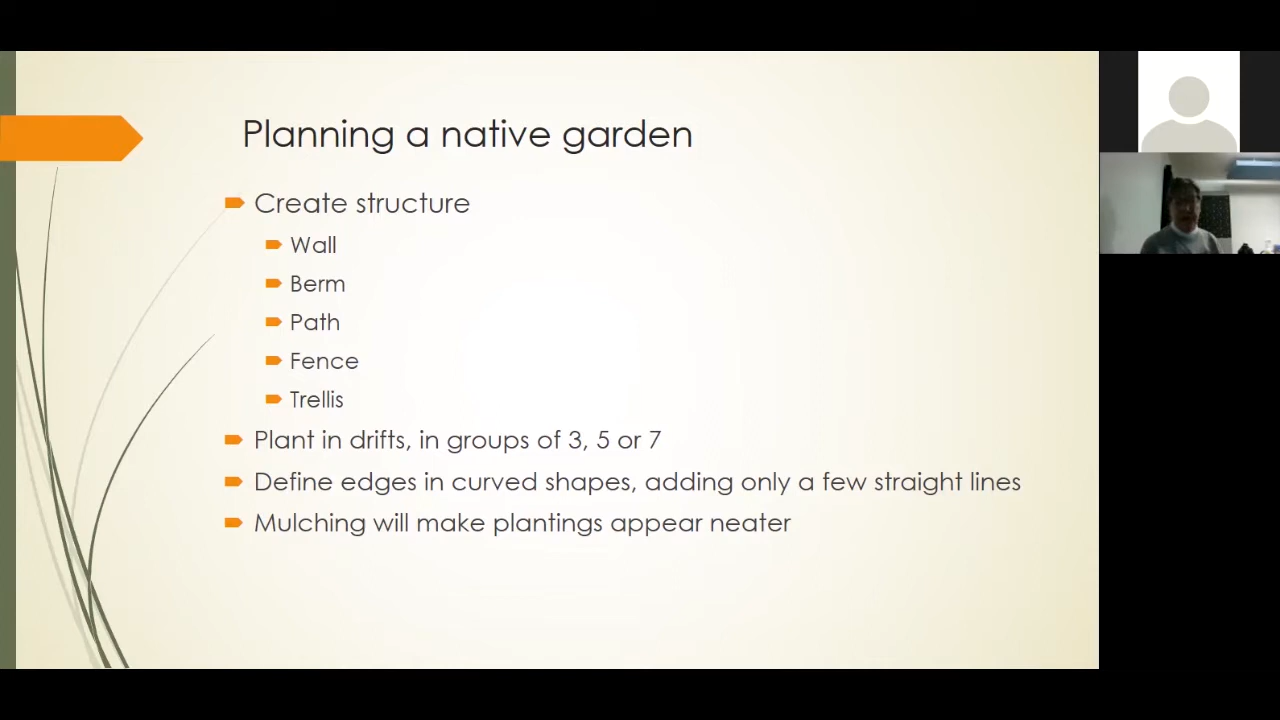 Planning a native garden
Create structure
Wall
Berm
Path
Fence
Trellis
Plant in drifts, in groups of 3, 5 or 7
Define edges in curved shapes, adding only a few straight lines
Mulching will make plantings appear neater